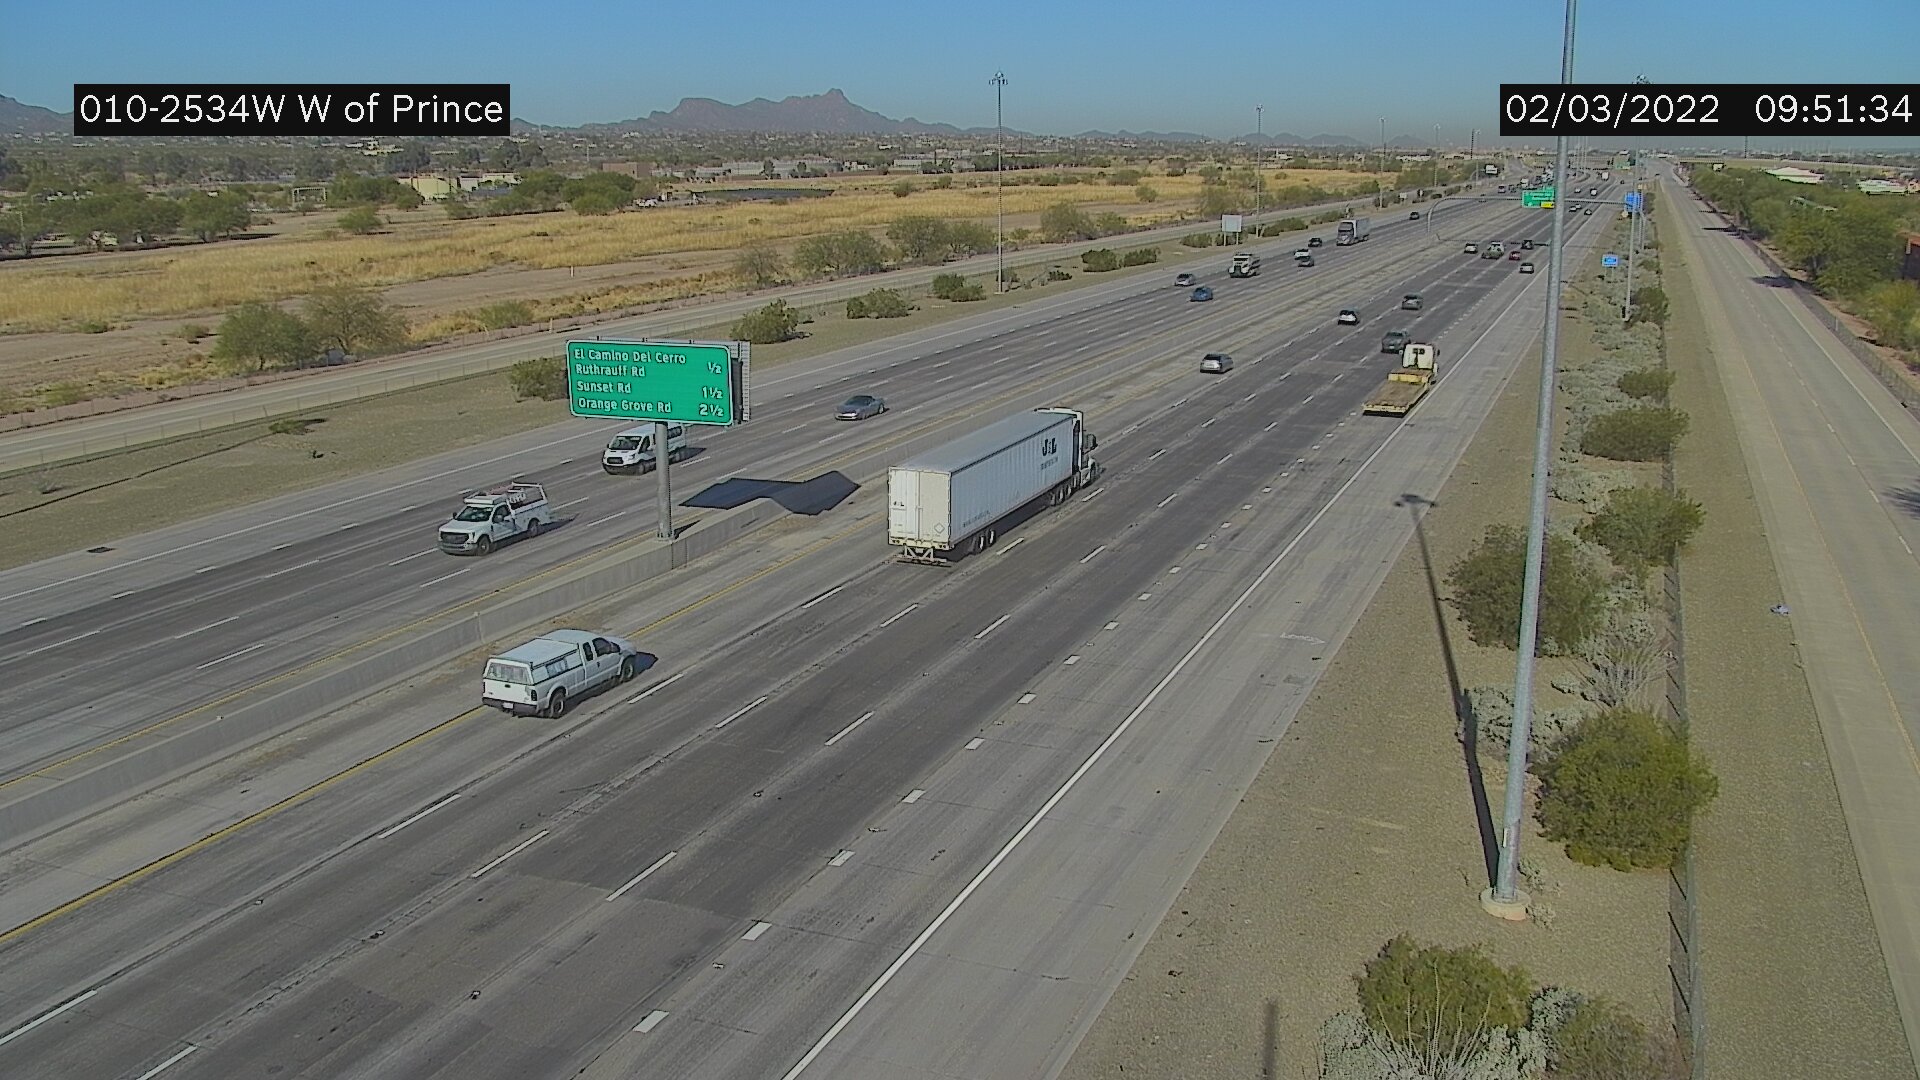 010-2534W W of Prince
02/03/2022 09:51:34
El Camino Del Cerro
Ruthrauff Rd ½
Sunset Rd 1½
Orange Grove Rd 2½